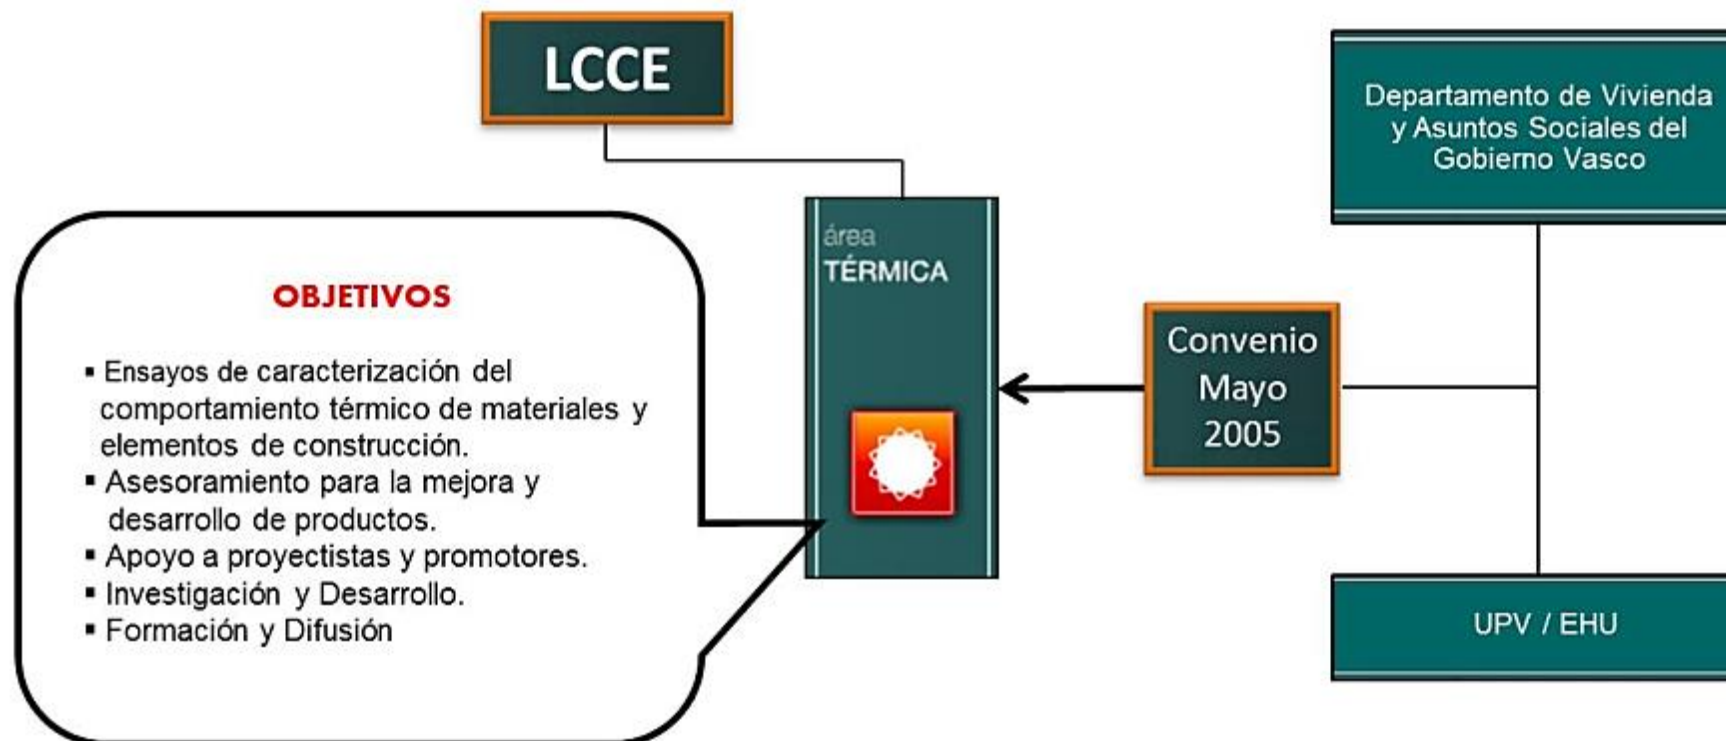 LCCE
Departamento de Vivienda
y Asuntos Sociales del
Gobierno Vasco
área
TÉRMICA
OBJETIVOS
▪ Ensayos de caracterización del
comportamiento térmico de materiales y
elementos de construcción.
▪ Asesoramiento para la mejora y
desarrollo de productos.
▪ Apoyo a proyectistas y promotores.
▪ Investigación y Desarrollo.
▪ Formación y Difusión
Convenio
Mayo
2005
UPV / EHU